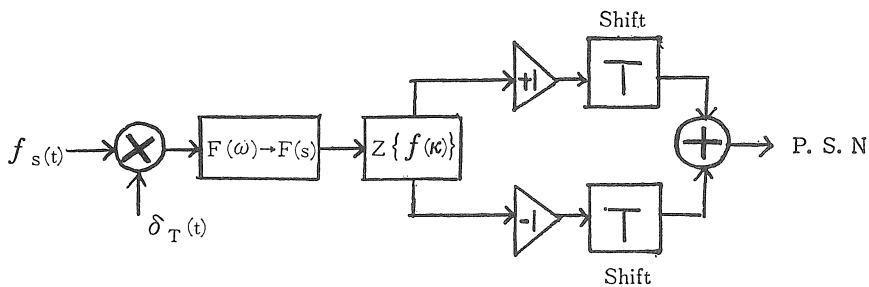 Shift
+1
T
f s(t)
×
F(ω)→F(s)
Z{f(κ)}
+
P. S. N
δ T (t)
-1
T
Shift